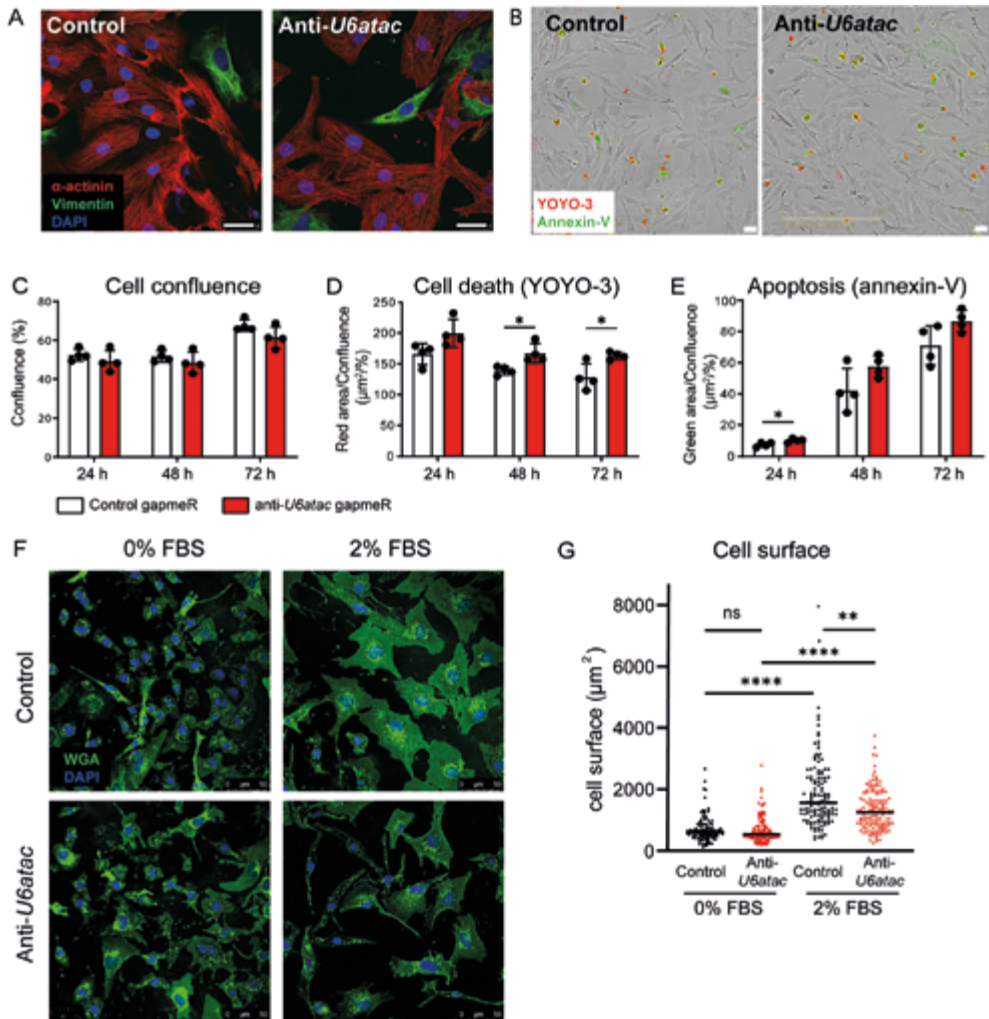 A
Control
Anti-U6atac
α-actinin
Vimentin
DAPI
B
Control
Anti-U6atac
YOYO-3
Annexin-V
C
Cell confluence
Confluence (%)
80
60
40
20
0
24 h
48 h
72 h
D
Cell death (YOYO-3)
Red area/Confluence
(µm²/%)
250
200
150
100
50
0
*
*
24 h
48 h
72 h
E
Apoptosis (annexin-V)
Green area/Confluence
(µm²/%)
100
80
60
40
20
0
*
24 h
48 h
72 h
Control gapmeR
anti-U6atac gapmeR
F
0% FBS
2% FBS
Control
WGA
DAPI
Anti-U6atac
G
Cell surface
cell surface (µm²)
8000
6000
4000
2000
0
ns
**
****
****
Control
Anti-
U6atac
Control
Anti-
U6atac
0% FBS
2% FBS